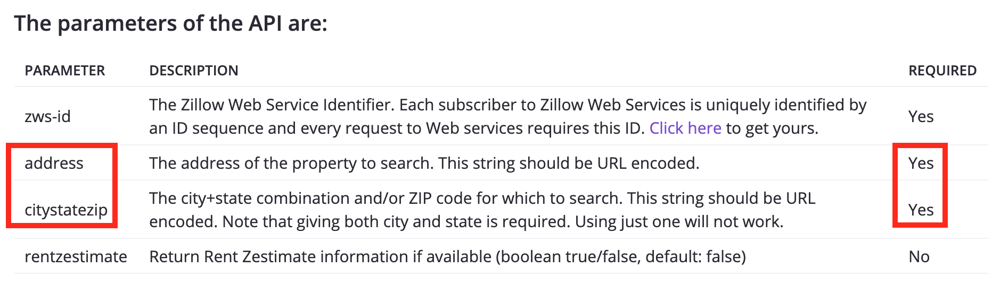 The parameters of the API are:
PARAMETER DESCRIPTION REQUIRED
The Zillow Web Service Identifier. Each subscriber to Zillow Web Services is uniquely identified by
zws-id an ID sequence and every request to Web services requires this ID. Click here to get yours. Yes
address The address of the property to search. This string should be URL encoded. Yes
The city+state combination and/or ZIP code for which to search. This string should be URL
citystatezip encoded. Note that giving both city and state is required. Using just one will not work. Yes
rentzestimate Return Rent Zestimate information if available (boolean true/false, default: false) No